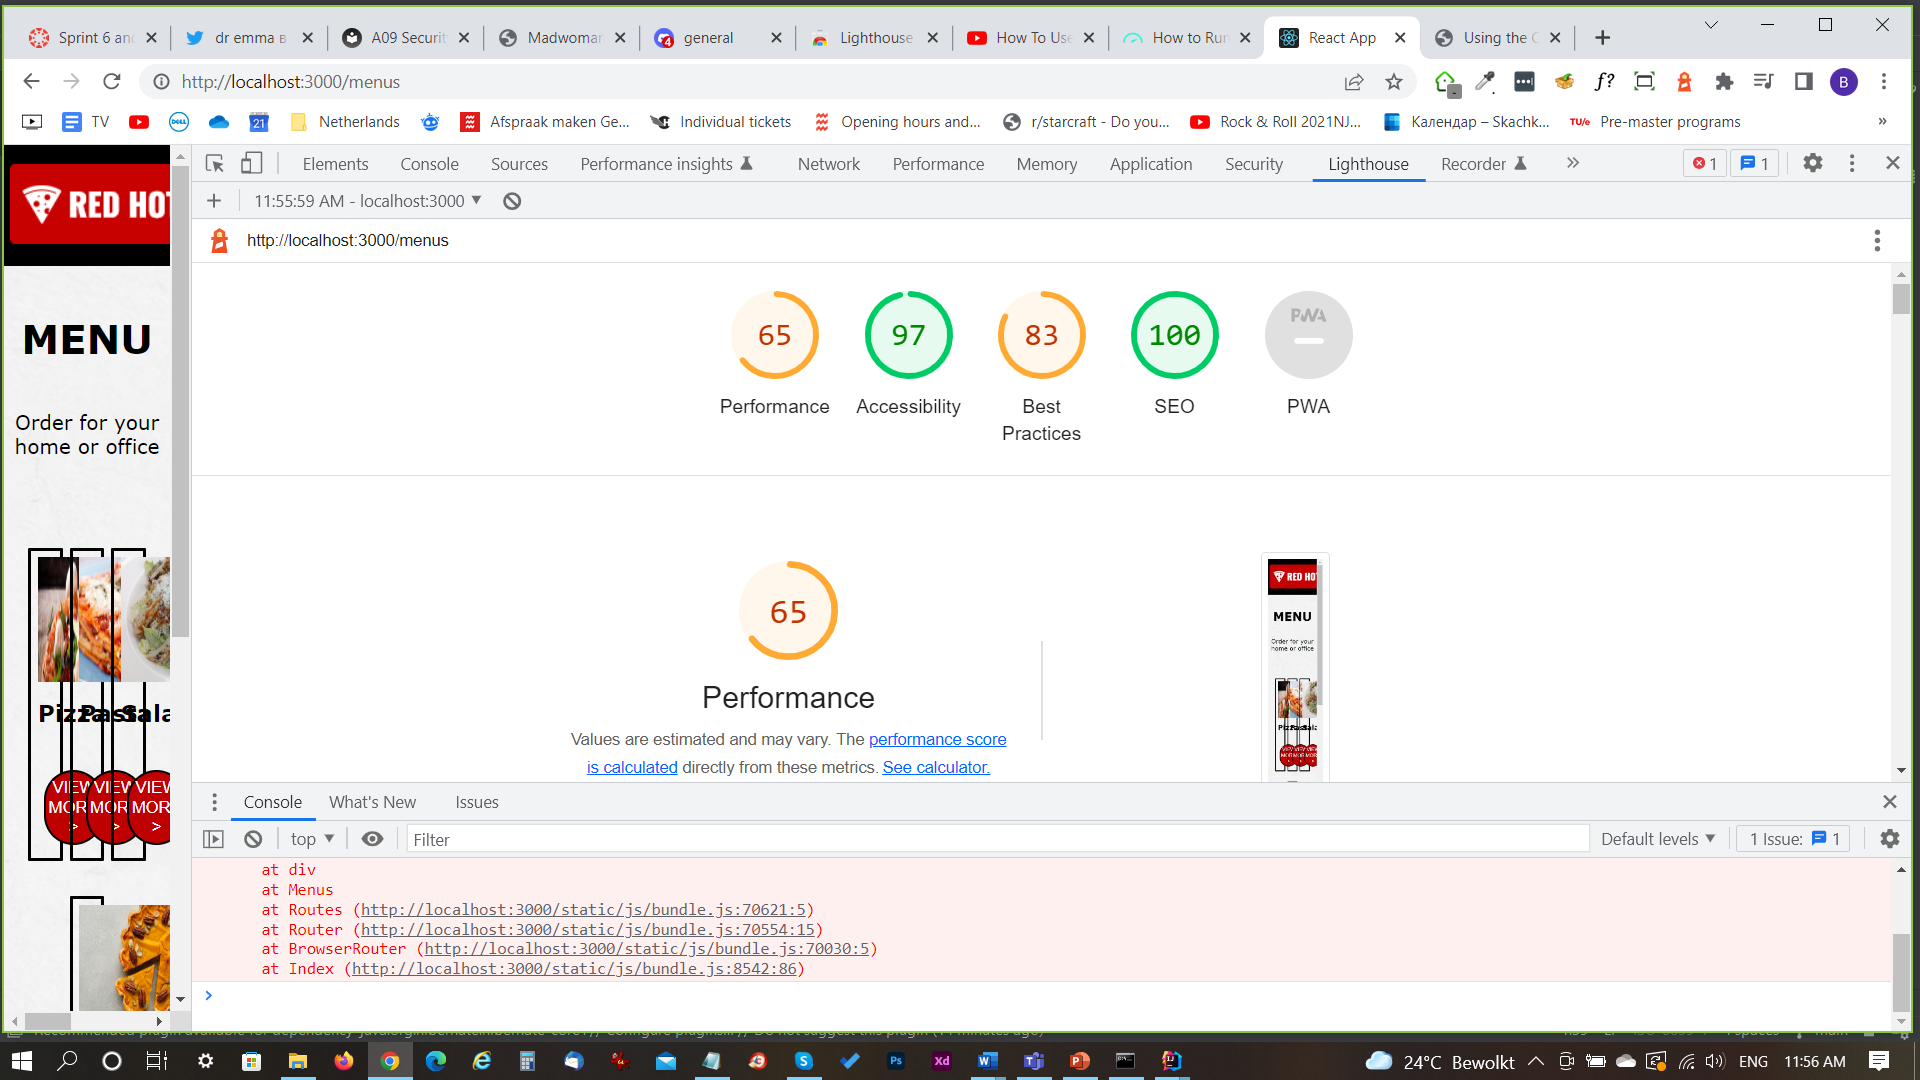 Sprint 6 and
dr emma в
A09 Securit
Madwoman
general
Lighthouse
How To Use
How to Run
React App
Using the C
http://localhost:3000/menus
f?
B
TV
DELL
21
Netherlands
Afspraak maken Ge...
Individual tickets
Opening hours and...
r/starcraft - Do you...
Rock & Roll 2021NJ...
Календар – Skachk...
TU/e
Pre-master programs
»
Elements
Console
Sources
Performance insights
Network
Performance
Memory
Application
Security
Lighthouse
Recorder
1
1
11:55:59 AM - localhost:3000
http://localhost:3000/menus
RED HOT
MENU
Order for your
home or office
Pizza
Pasta
Sala
VIEW
MOR
>
VIEW
MOR
>
VIEW
MORE
>
65
97
83
100
PWA
Performance
Accessibility
Best
Practices
SEO
PWA
65
Performance
Values are estimated and may vary. The performance score
is calculated directly from these metrics. See calculator.
RED HO
MENU
Order for your
home or office
Console
What's New
Issues
top
Filter
Default levels
1 Issue:
1
at div
at Menus
at Routes (http://localhost:3000/static/js/bundle.js:70621:5)
at Router (http://localhost:3000/static/js/bundle.js:70554:15)
at BrowserRouter (http://localhost:3000/static/js/bundle.js:70030:5)
at Index (http://localhost:3000/static/js/bundle.js:8542:86)
>
Ps
Xd
24°C Bewolkt
ENG
11:56 AM